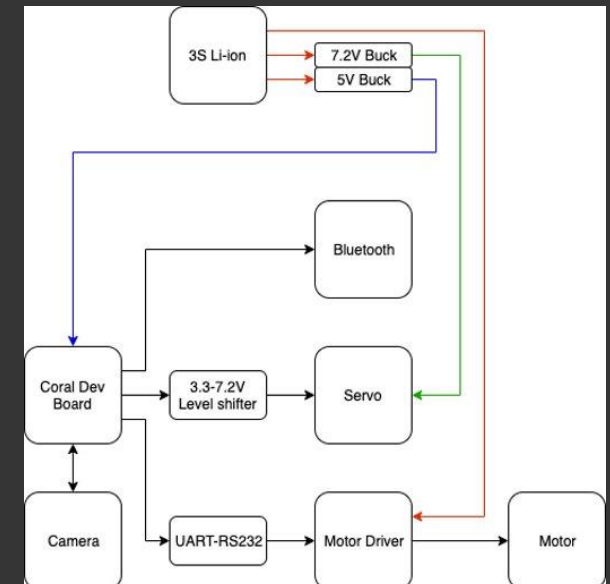 3S Li-ion
7.2V Buck
5V Buck
Bluetooth
Coral Dev
Board
3.3-7.2V
Level shifter
Servo
Camera
UART-RS232
Motor Driver
Motor